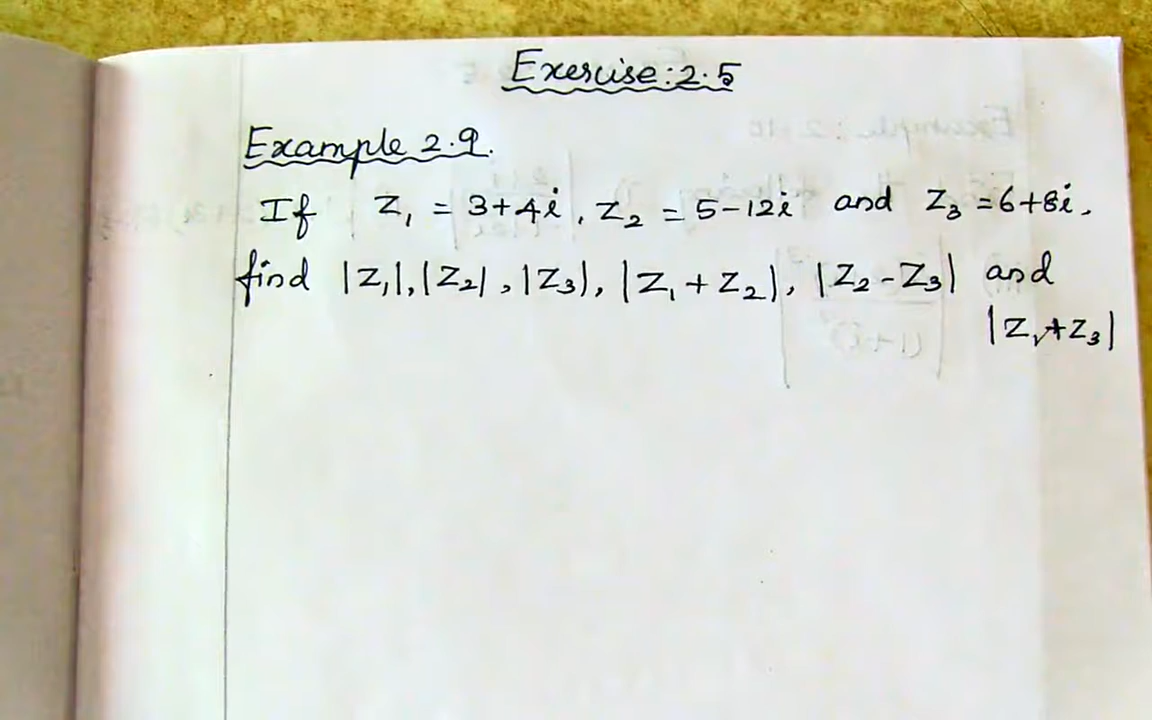 Exercise: 2.5
Example 2.9.
If z₁ = 3+4i, z₂ = 5-12i and z₃ = 6+8i,
find |z₁|, |z₂|, |z₃|, |z₁ + z₂|, |z₂ - z₃| and
|z₁+z₃|